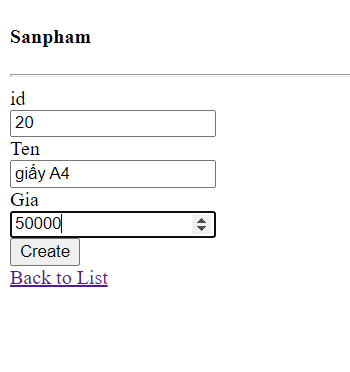 Sanpham
id
20
Ten
giấy A4
Gia
50000
Create
Back to List